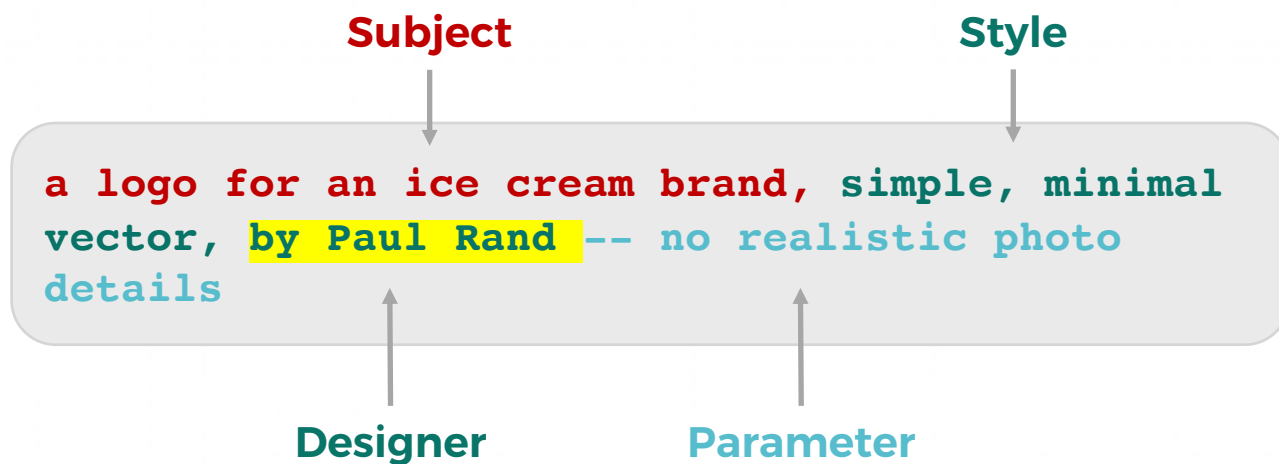 Subject Style
a logo for an ice cream brand, simple, minimal
vector, by Paul Rand -- no realistic photo
details
Designer Parameter